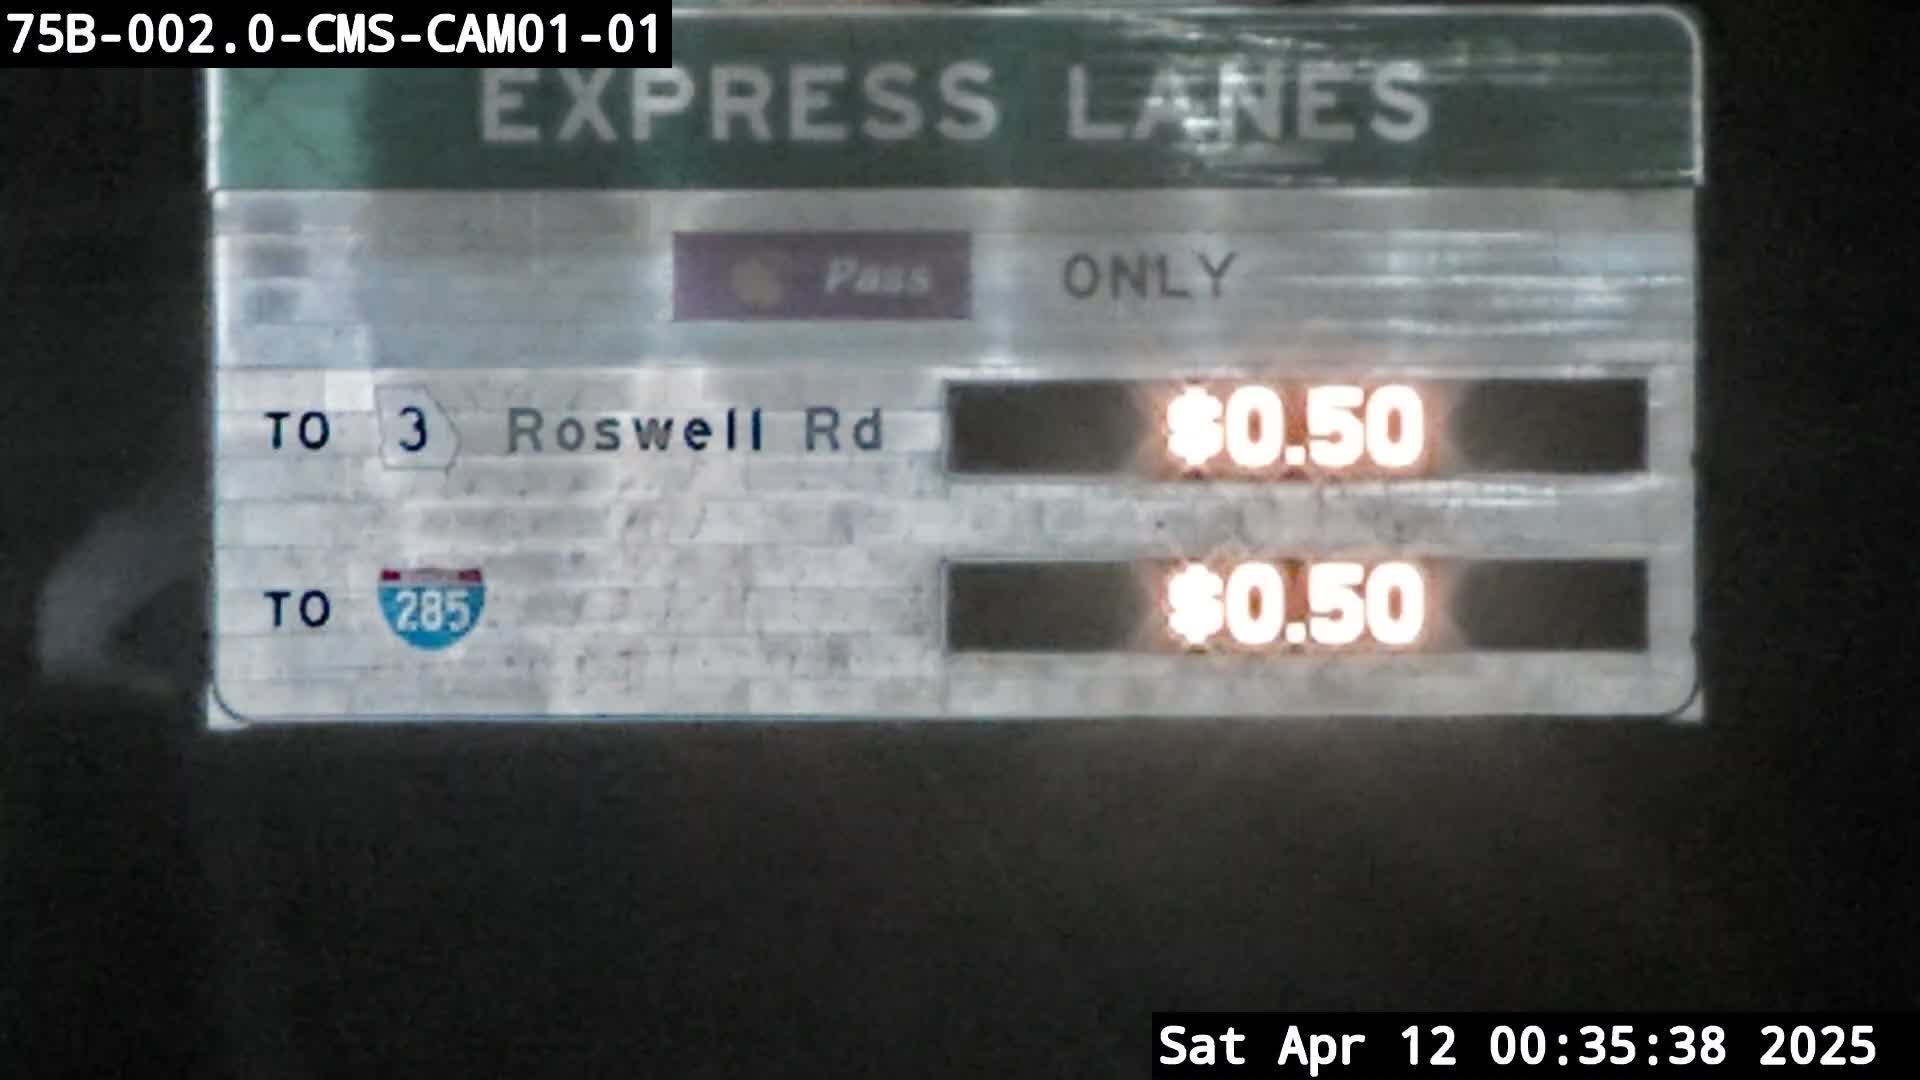 75B-002.0-CMS-CAM01-01
EXPRESS LANES
Pass ONLY
TO 3 Roswell Rd $0.50
TO 285 $0.50
Sat Apr 12 00:35:38 2025